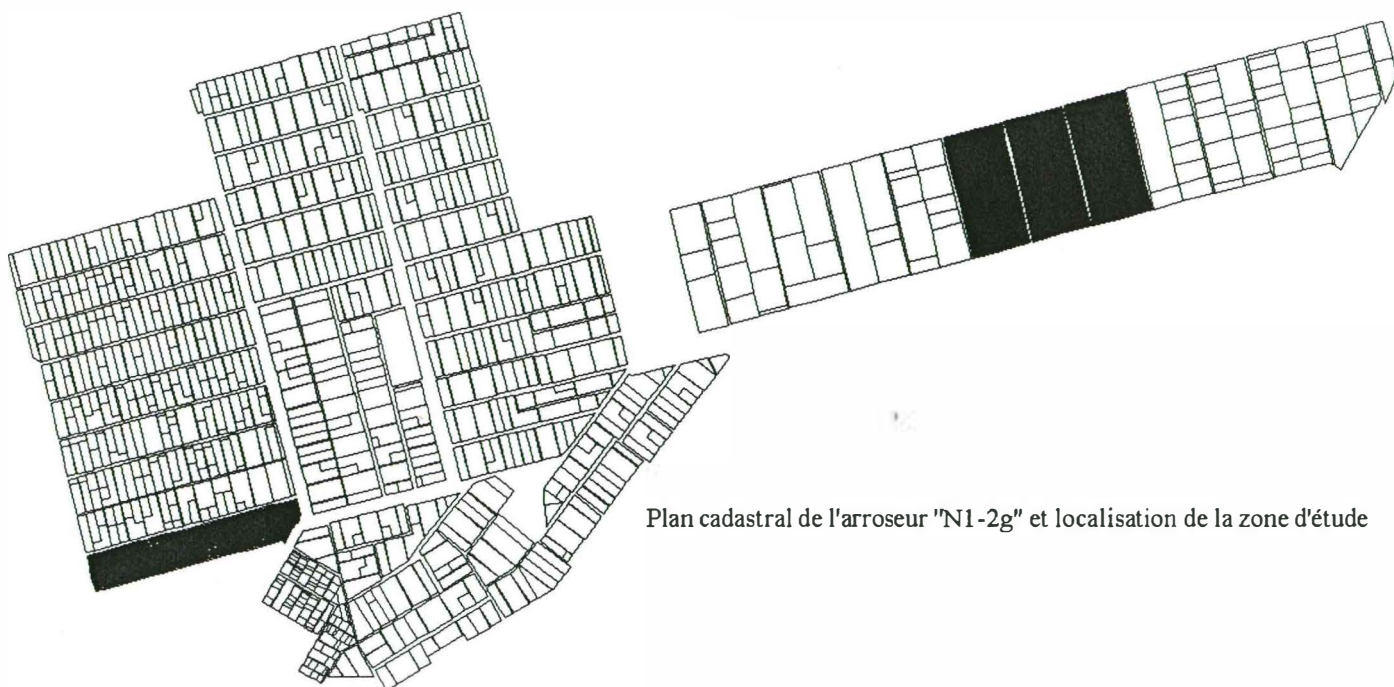 Plan cadastral de l'arroseur "N1-2g" et localisation de la zone d'étude